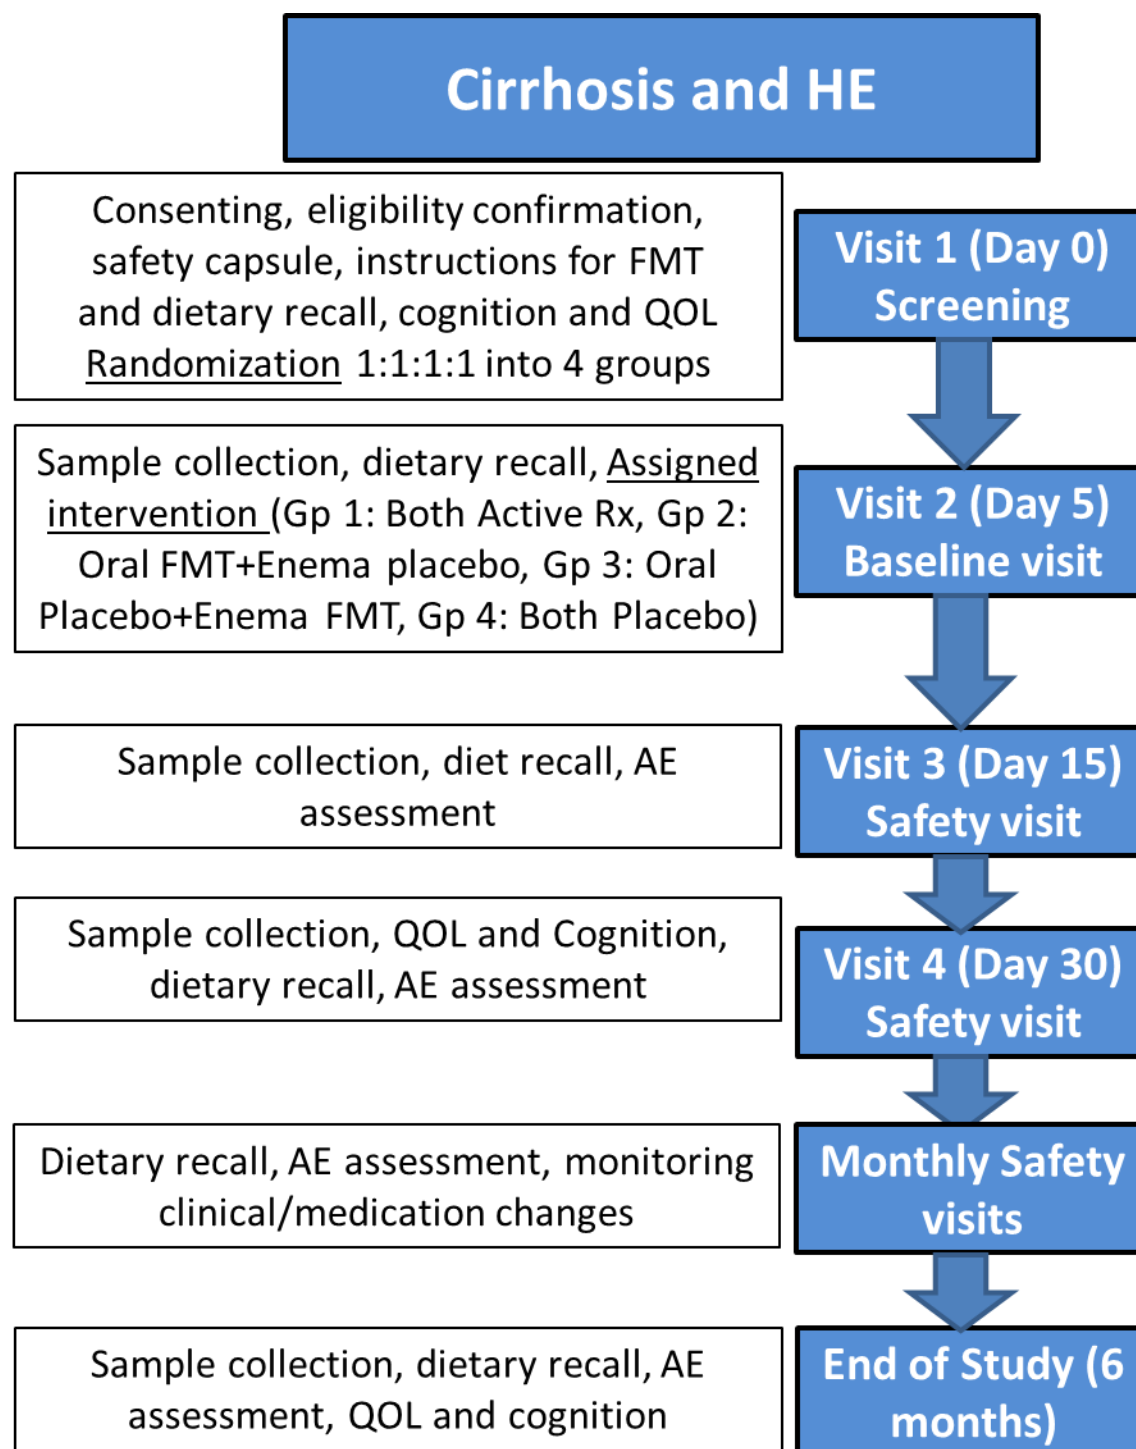 Cirrhosis and HE
Consenting, eligibility confirmation,
safety capsule, instructions for FMT
and dietary recall, cognition and QOL
Randomization 1:1:1:1 into 4 groups
Visit 1 (Day 0)
Screening
Sample collection, dietary recall, Assigned
intervention (Gp 1: Both Active Rx, Gp 2:
Oral FMT+Enema placebo, Gp 3: Oral
Placebo+Enema FMT, Gp 4: Both Placebo)
Visit 2 (Day 5)
Baseline visit
Sample collection, diet recall, AE
assessment
Visit 3 (Day 15)
Safety visit
Sample collection, QOL and Cognition,
dietary recall, AE assessment
Visit 4 (Day 30)
Safety visit
Dietary recall, AE assessment, monitoring
clinical/medication changes
Monthly Safety
visits
Sample collection, dietary recall, AE
assessment, QOL and cognition
End of Study (6
months)